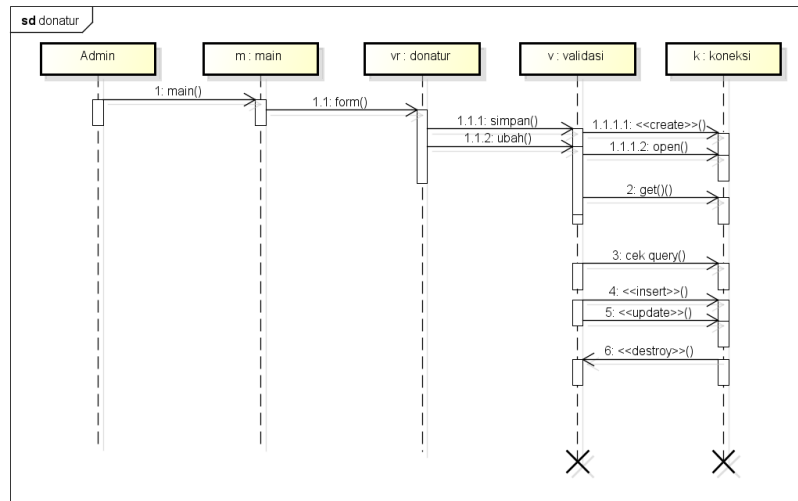 sd donatur
Admin
m : main
vr : donatur
v : validasi
k : koneksi
1: main()
1.1: form()
1.1.1: simpan()
1.1.1.1: <<create>>()
1.1.2: ubah()
1.1.1.2: open()
2: get()()
3: cek query()
4: <<insert>>()
5: <<update>>()
6: <<destroy>>()